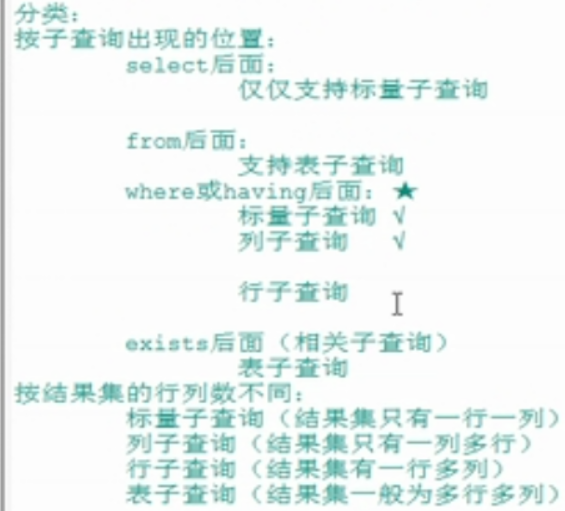 分类：
按子查询出现的位置：
select后面：
仅仅支持标量子查询
from后面：
支持表子查询
where或having后面：★
标量子查询 √
列子查询 √
行子查询
exists后面（相关子查询）
表子查询
按结果集的行列数不同：
标量子查询（结果集只有一行一列）
列子查询（结果集只有一列多行）
行子查询（结果集有一行多列）
表子查询（结果集一般为多行多列）